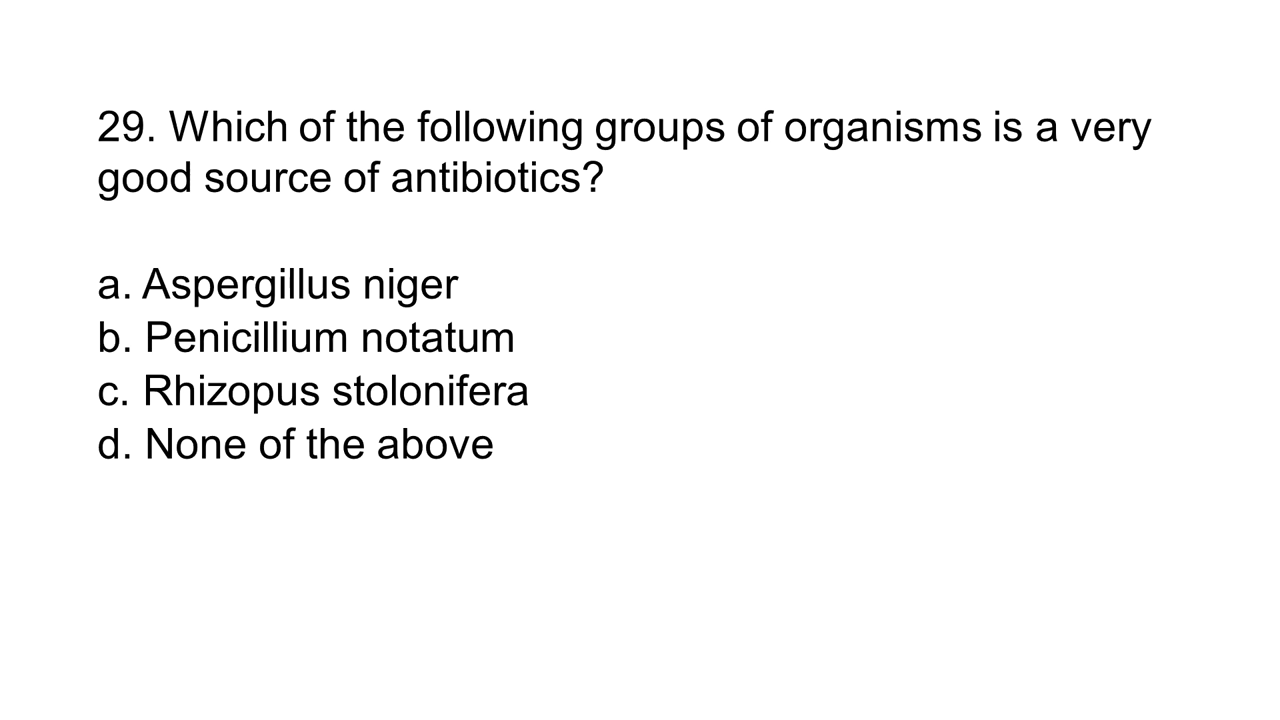 29. Which of the following groups of organisms is a very
good source of antibiotics?
a. Aspergillus niger
b. Penicillium notatum
c. Rhizopus stolonifera
d. None of the above